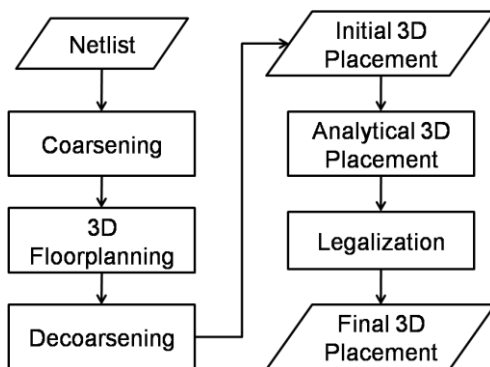 Netlist
Coarsening
3D
Floorplanning
Decoarsening
Initial 3D
Placement
Analytical 3D
Placement
Legalization
Final 3D
Placement